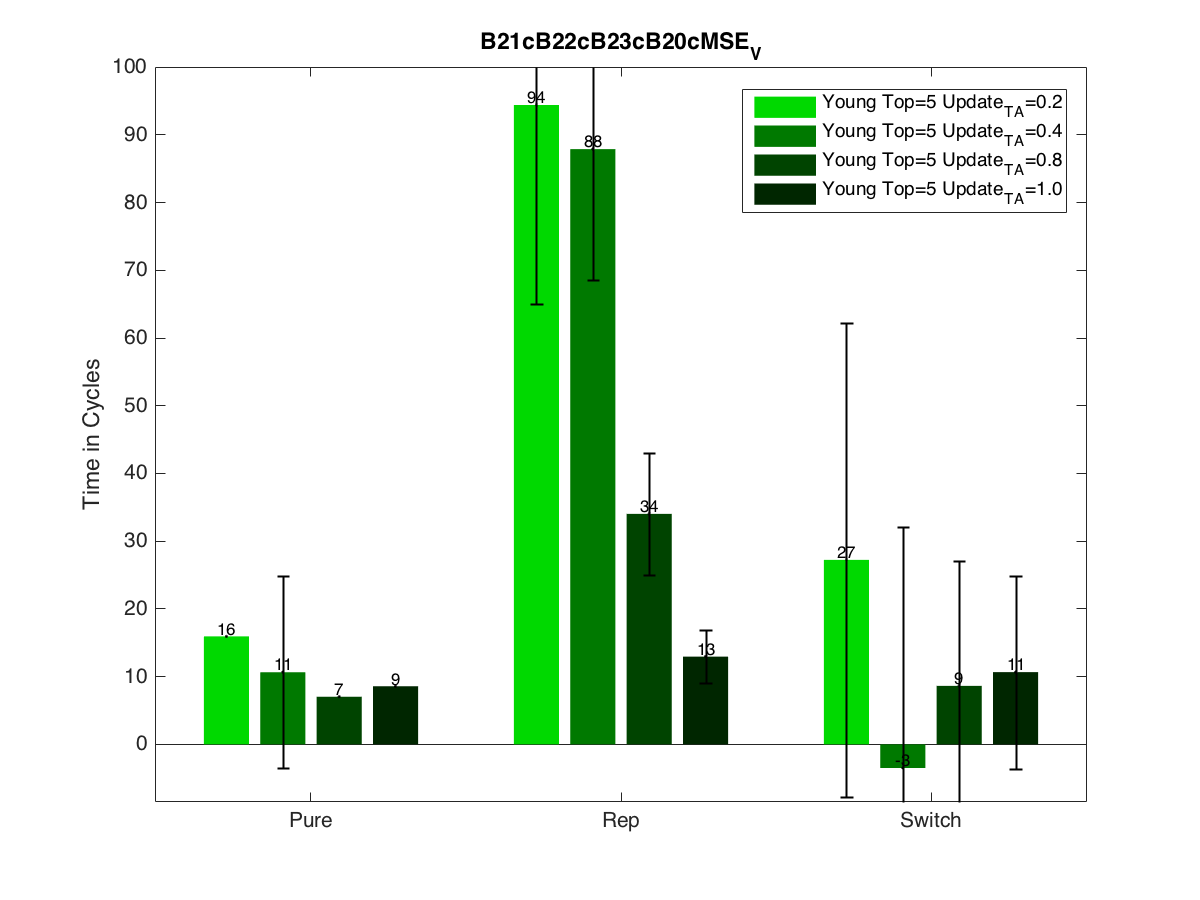 B21cB22cB23cB20cMSE_V
Time in Cycles
100
90
80
70
60
50
40
30
20
10
0
Young Top=5 Update_TA=0.2
Young Top=5 Update_TA=0.4
Young Top=5 Update_TA=0.8
Young Top=5 Update_TA=1.0
16
11
7
9
94
88
34
13
27
-3
9
11
Pure
Rep
Switch